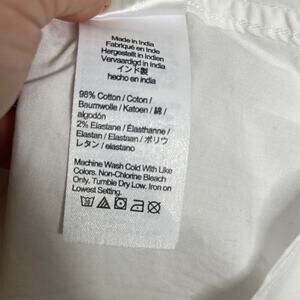 Made in India
Fabriqué en Inde
Hergestellt in Indien
Vervaardigd in India
インド製
hecho en india
98% Cotton / Coton /
Baumwolle / Katoen / 綿 /
algodón
2% Elastane / Élasthanne /
Elastan / Elastaan / ポリウ
レタン / elastano
Machine Wash Cold With Like
Colors. Non-Chlorine Bleach
Only. Tumble Dry Low. Iron on
Lowest Setting.